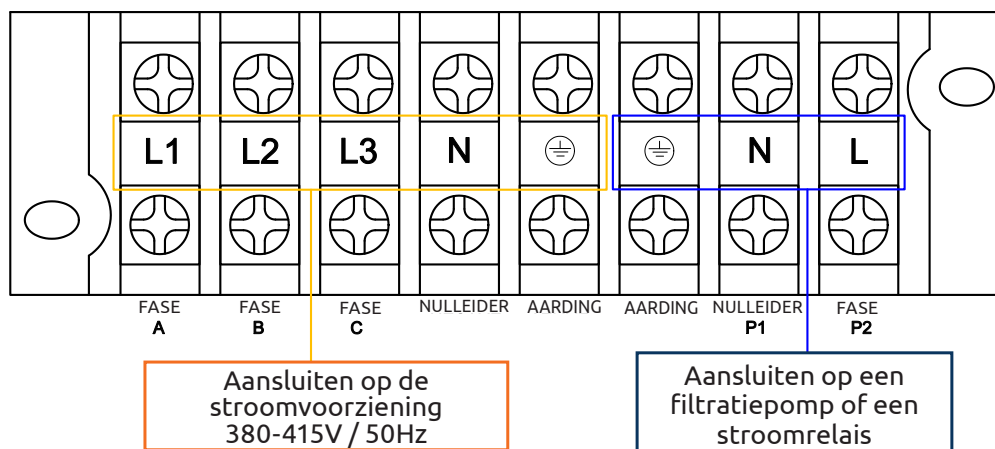 L1 L2 L3 N N L
FASE FASE FASE NULLEIDER AARDING AARDING NULLEIDER FASE
A B C P1 P2
Aansluiten op de
stroomvoorziening
380-415V / 50Hz
Aansluiten op een
filtratiepomp of een
stroomrelais